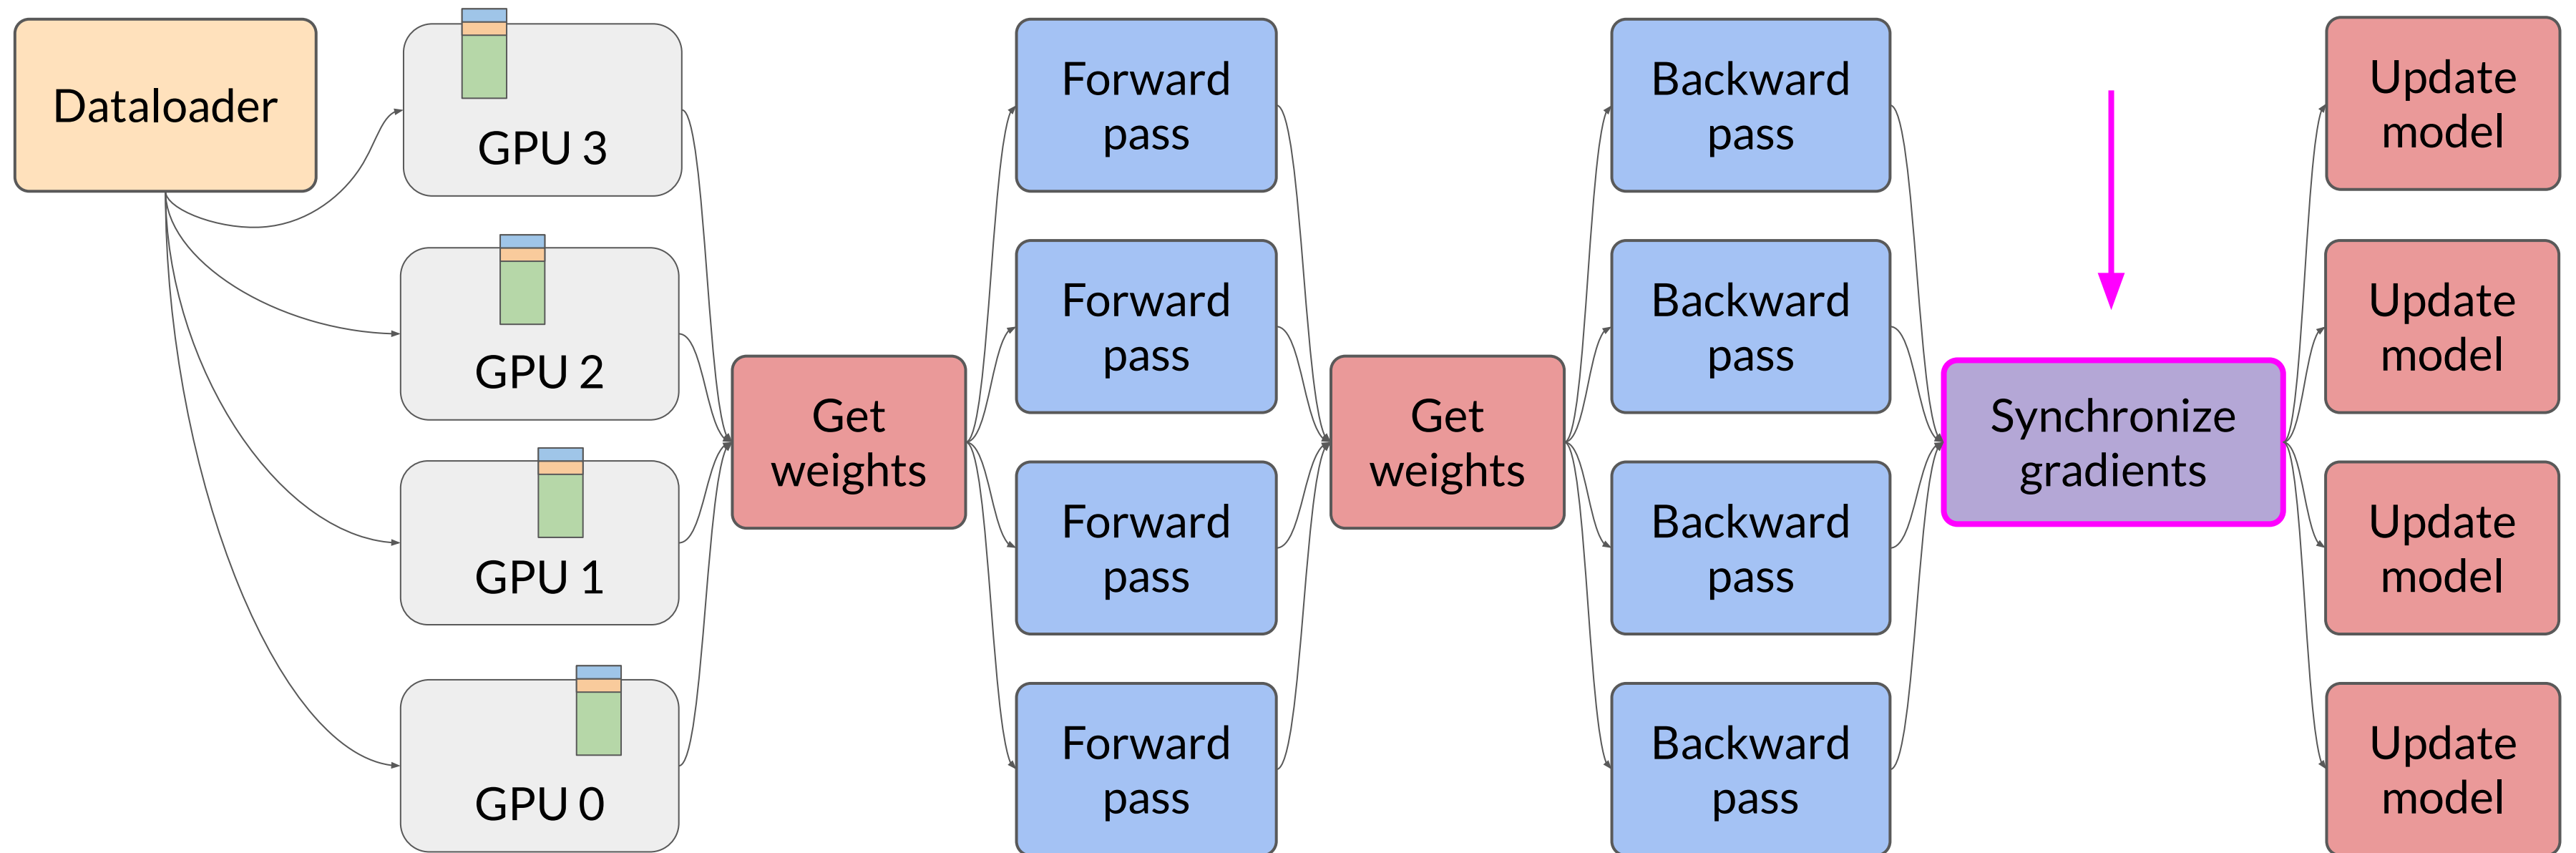 Dataloader
GPU 3
GPU 2
GPU 1
GPU 0
Get
weights
Forward
pass
Forward
pass
Forward
pass
Forward
pass
Get
weights
Backward
pass
Backward
pass
Backward
pass
Backward
pass
Synchronize
gradients
Update
model
Update
model
Update
model
Update
model